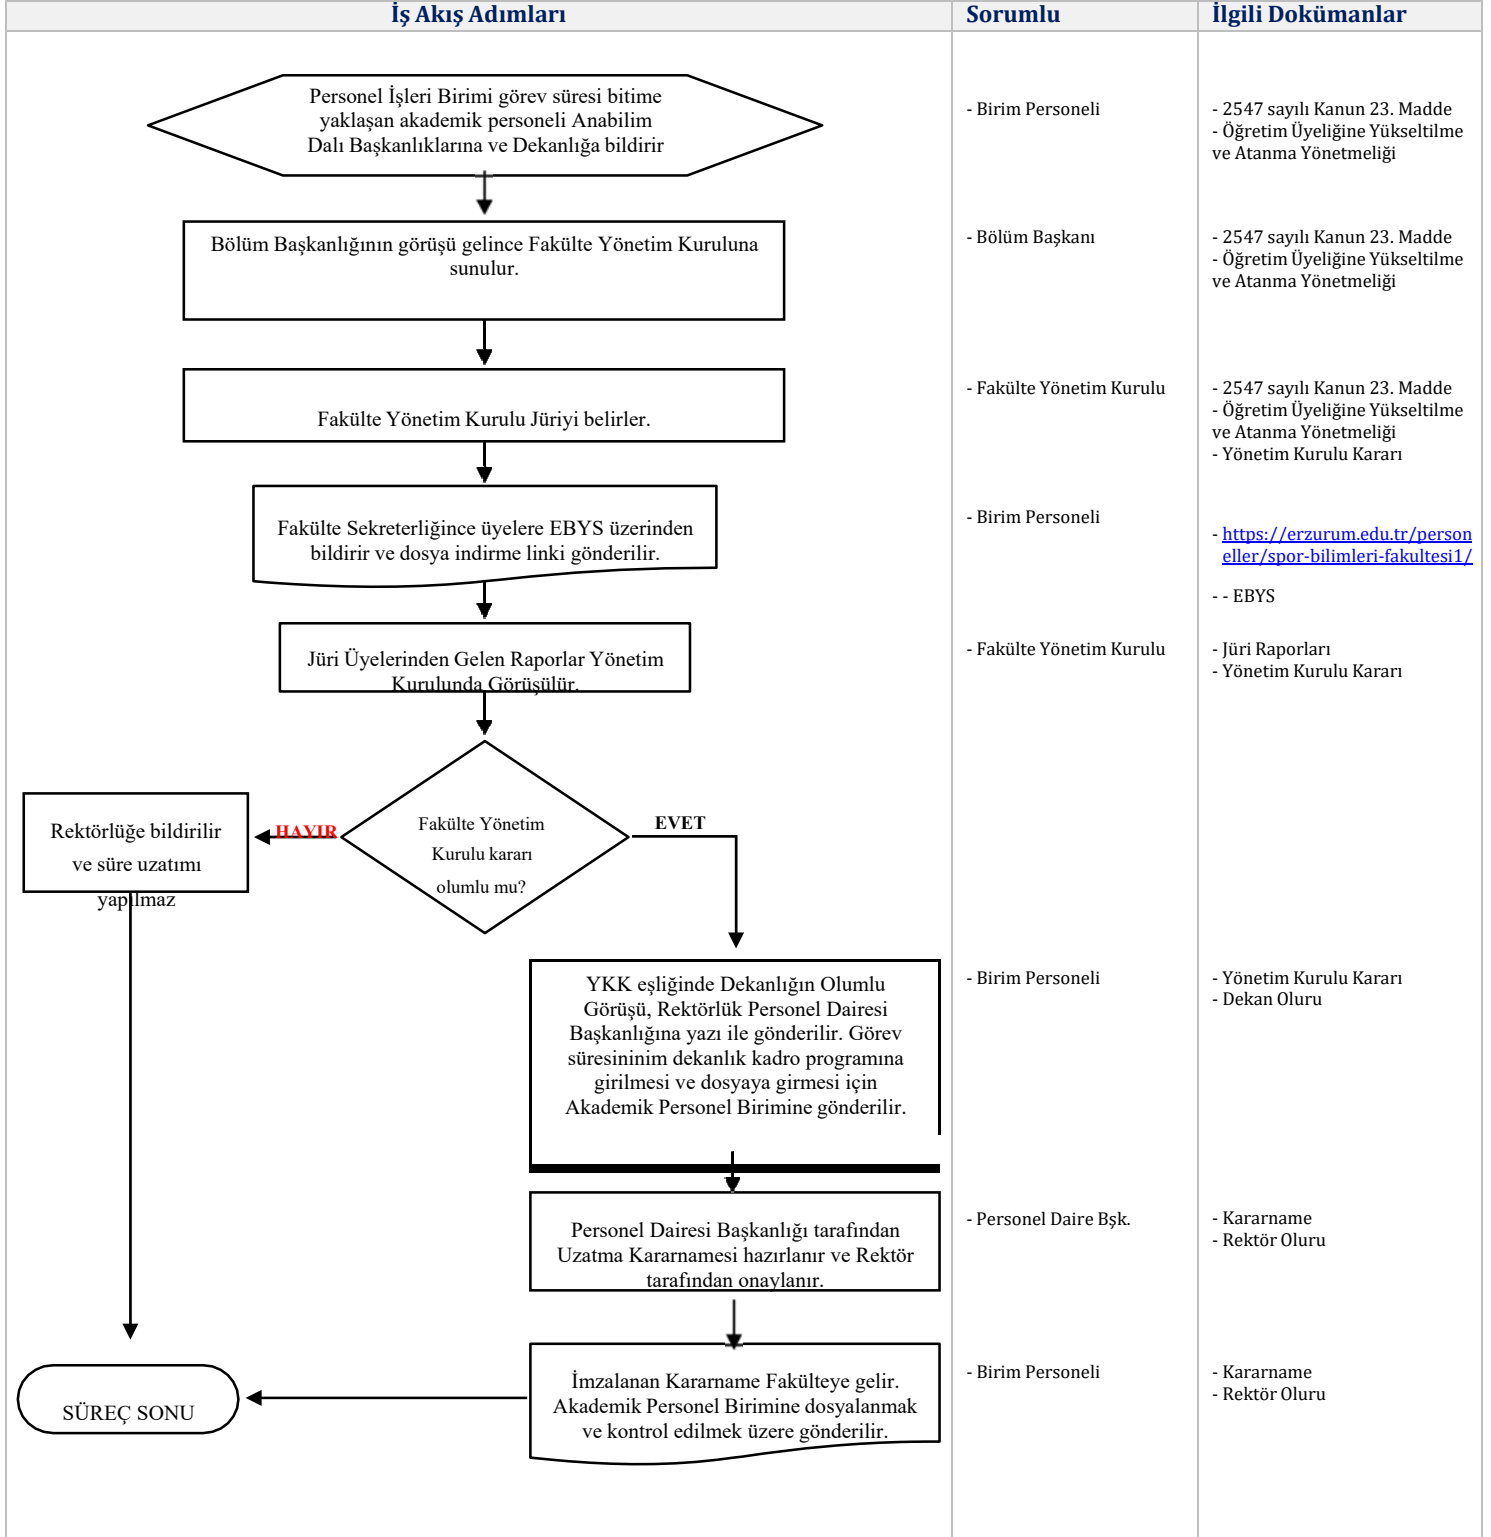 İş Akış Adımları
Sorumlu
İlgili Dokümanlar
Personel İşleri Birimi görev süresi bitime
yaklaşan akademik personeli Anabilim
Dalı Başkanlıklarına ve Dekanlığa bildirir
- Birim Personeli
- 2547 sayılı Kanun 23. Madde
- Öğretim Üyeliğine Yükseltilme
ve Atanma Yönetmeliği
Bölüm Başkanlığının görüşü gelince Fakülte Yönetim Kuruluna
sunulur.
- Bölüm Başkanı
- 2547 sayılı Kanun 23. Madde
- Öğretim Üyeliğine Yükseltilme
ve Atanma Yönetmeliği
Fakülte Yönetim Kurulu Jüriyi belirler.
- Fakülte Yönetim Kurulu
- 2547 sayılı Kanun 23. Madde
- Öğretim Üyeliğine Yükseltilme
ve Atanma Yönetmeliği
- Yönetim Kurulu Kararı
Fakülte Sekreterliğince üyelere EBYS üzerinden
bildirir ve dosya indirme linki gönderilir.
- Birim Personeli
- https://erzurum.edu.tr/person
eller/spor-bilimleri-fakultesi1/
- - EBYS
Jüri Üyelerinden Gelen Raporlar Yönetim
Kurulunda Görüşülür.
- Fakülte Yönetim Kurulu
- Jüri Raporları
- Yönetim Kurulu Kararı
Rektörlüğe bildirilir
ve süre uzatımı
yapılmaz
HAYIR
Fakülte Yönetim
Kurulu kararı
olumlu mu?
EVET
YKK eşliğinde Dekanlığın Olumlu
Görüşü, Rektörlük Personel Dairesi
Başkanlığına yazı ile gönderilir. Görev
süresininim dekanlık kadro programına
girilmesi ve dosyaya girmesi için
Akademik Personel Birimine gönderilir.
- Birim Personeli
- Yönetim Kurulu Kararı
- Dekan Oluru
Personel Dairesi Başkanlığı tarafından
Uzatma Kararnamesi hazırlanır ve Rektör
tarafından onaylanır.
- Personel Daire Bşk.
- Kararname
- Rektör Oluru
SÜREÇ SONU
İmzalanan Kararname Fakülteye gelir.
Akademik Personel Birimine dosyalanmak
ve kontrol edilmek üzere gönderilir.
- Birim Personeli
- Kararname
- Rektör Oluru